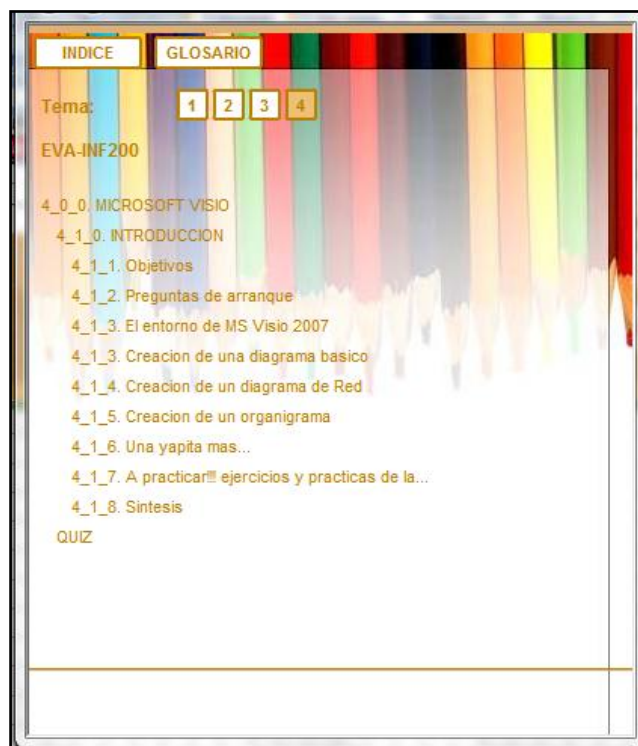 INDICE GLOSARIO
Tema: 1 2 3 4
EVA-INF200
4_0_0. MICROSOFT VISIO
4_1_0. INTRODUCCION
4_1_1. Objetivos
4_1_2. Preguntas de arranque
4_1_3. El entorno de MS Visio 2007
4_1_3. Creacion de una diagrama basico
4_1_4. Creacion de un diagrama de Red
4_1_5. Creacion de un organigrama
4_1_6. Una yapita mas...
4_1_7. A practicar!!! ejercicios y practicas de la...
4_1_8. Sintesis
QUIZ